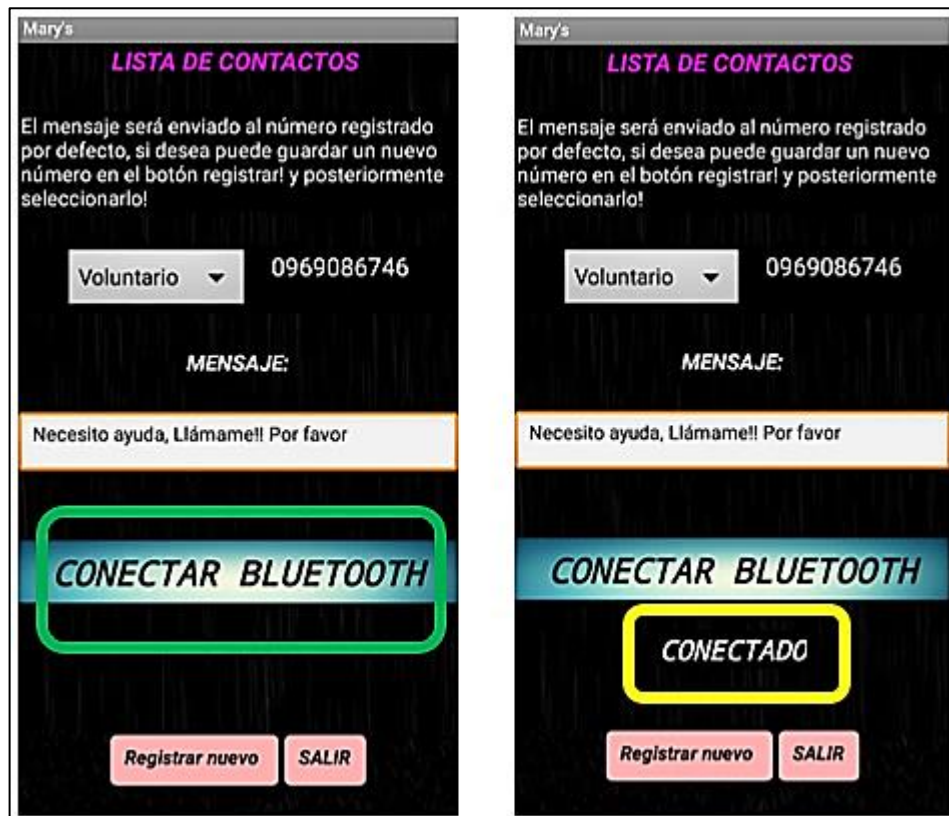 Mary's
LISTA DE CONTACTOS
El mensaje será enviado al número registrado
por defecto, si desea puede guardar un nuevo
número en el botón registrar! y posteriormente
seleccionarlo!
Voluntario 0969086746
MENSAJE:
Necesito ayuda, Llámame!! Por favor
CONECTAR BLUETOOTH
Registrar nuevo SALIR
Mary's
LISTA DE CONTACTOS
El mensaje será enviado al número registrado
por defecto, si desea puede guardar un nuevo
número en el botón registrar! y posteriormente
seleccionarlo!
Voluntario 0969086746
MENSAJE:
Necesito ayuda, Llámame!! Por favor
CONECTAR BLUETOOTH
CONECTADO
Registrar nuevo SALIR